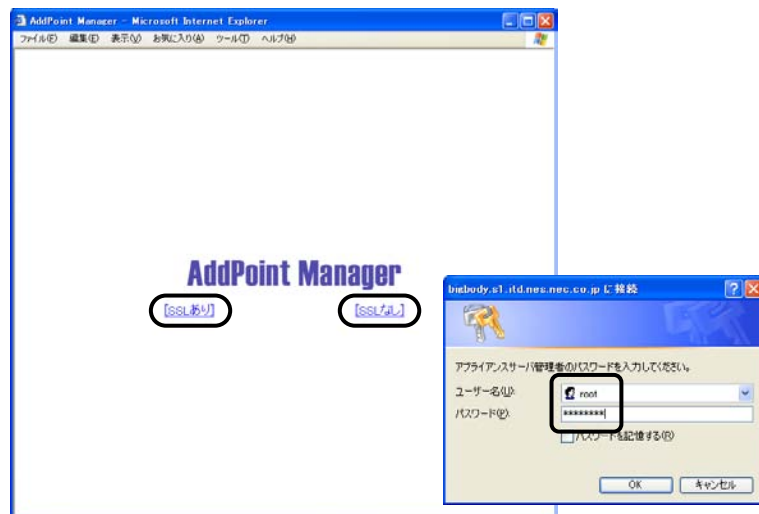 AddPoint Manager - Microsoft Internet Explorer
ファイル(F) 編集(E) 表示(V) お気に入り(A) ツール(T) ヘルプ(H)
AddPoint Manager
[SSLあり] [SSLなし]
bigbody.s1.itd.nes.nec.co.jp に接続
アプライアンスサーバ管理者のパスワードを入力してください。
ユーザー名(U): root
パスワード(P): ********
パスワードを記憶する(R)
OK キャンセル